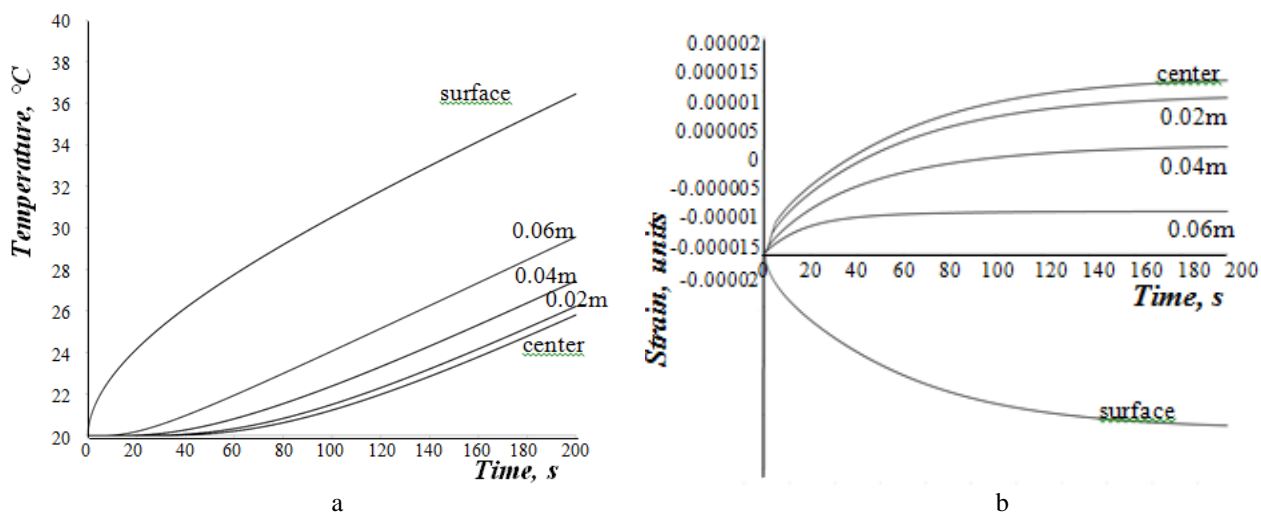 40
38
36
34
32
30
28
26
24
22
20
Temperature, °C
surface
0.06m
0.04m
0.02m
center
0 20 40 60 80 100 120 140 160 180 200
Time, s
a
0.00002
0.000015
0.00001
0.000005
0
-0.000005
-0.00001
-0.000015
-0.00002
Strain, units
center
0.02m
0.04m
0.06m
0 20 40 60 80 100 120 140 160 180 200
Time, s
surface
b